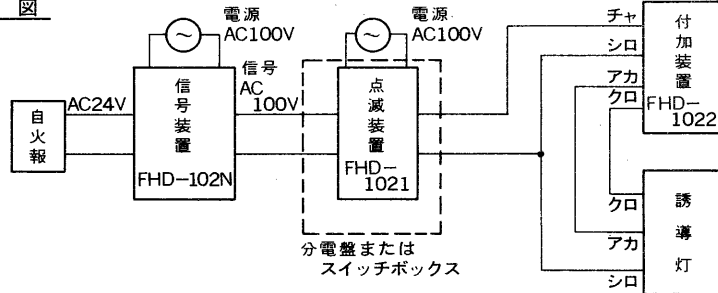 図
電源
AC100V
電源
AC100V
自火報
AC24V
信号装置
FHD-102N
信号
AC
100V
点滅装置
FHD-
1021
分電盤または
スイッチボックス
チャ
シロ
アカ
クロ
付加装置
FHD-
1022
クロ
アカ
シロ
誘導灯